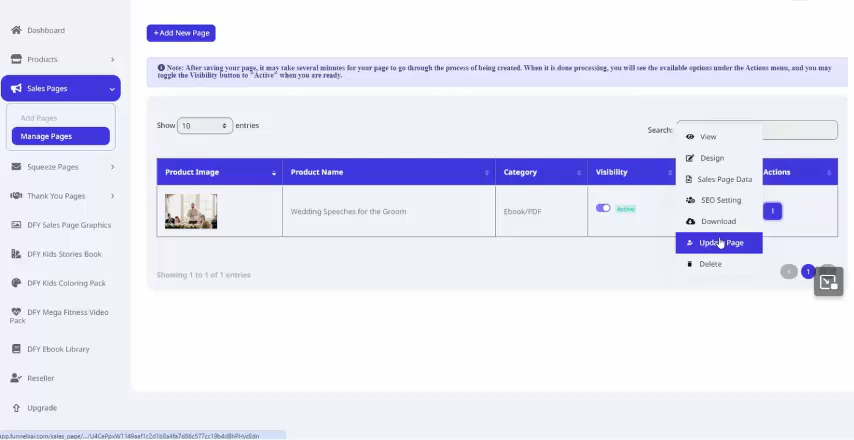 Dashboard
Products
Sales Pages
Add Pages
Manage Pages
Squeeze Pages
Thank You Pages
DFY Sales Page Graphics
DFY Kids Stories Book
DFY Kids Coloring Pack
DFY Mega Fitness Video
Pack
DFY Ebook Library
Reseller
Upgrade
+Add New Page
Note: After saving your page, it may take several minutes for your page to go through the process of being created. When it is done processing, you will see the available options under the Actions menu, and you may
toggle the Visibility button to "Active" when you are ready.
Show 10 entries
Search:
Product Image Product Name Category Visibility Actions
Wedding Speeches for the Groom Ebook/PDF Active
View
Design
Sales Page Data
SEO Setting
Download
Update Page
Delete
Showing 1 to 1 of 1 entries
1